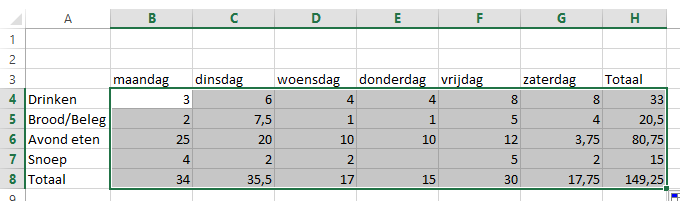 A B C D E F G H
1
2
3 maandag dinsdag woensdag donderdag vrijdag zaterdag Totaal
4 Drinken 3 6 4 4 8 8 33
5 Brood/Beleg 2 7,5 1 1 5 4 20,5
6 Avond eten 25 20 10 10 12 3,75 80,75
7 Snoep 4 2 2 5 2 15
8 Totaal 34 35,5 17 15 30 17,75 149,25